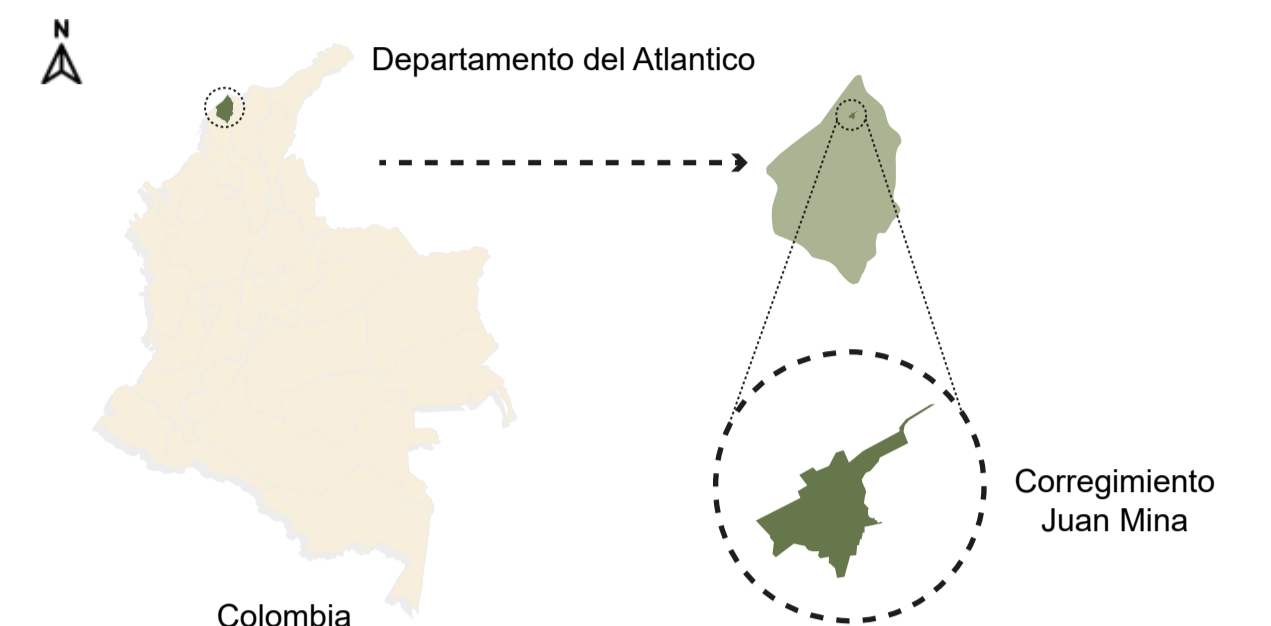 N
Departamento del Atlantico
Corregimiento
Juan Mina
Colombia